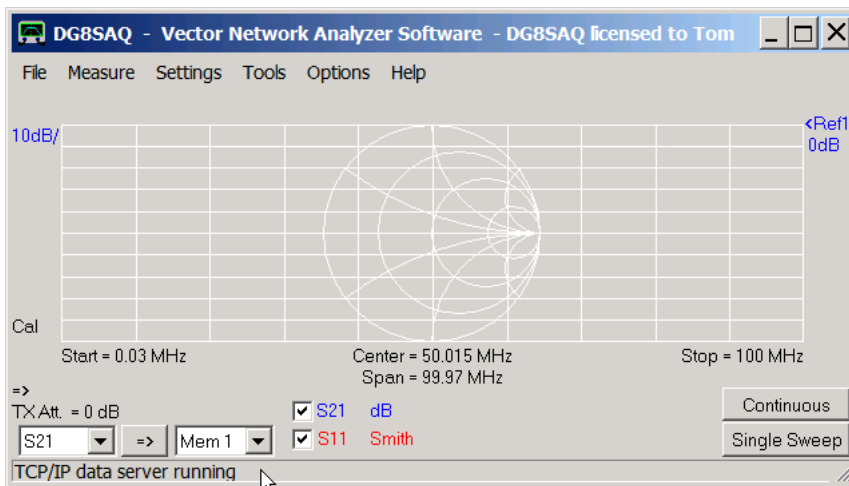 DG8SAQ - Vector Network Analyzer Software - DG8SAQ licensed to Tom
File Measure Settings Tools Options Help
10dB/
<Ref1
0dB
Cal
Start = 0.03 MHz
Center = 50.015 MHz
Stop = 100 MHz
Span = 99.97 MHz
=>
TX Att. = 0 dB
S21 dB
Continuous
S21 => Mem 1
S11 Smith
Single Sweep
TCP/IP data server running